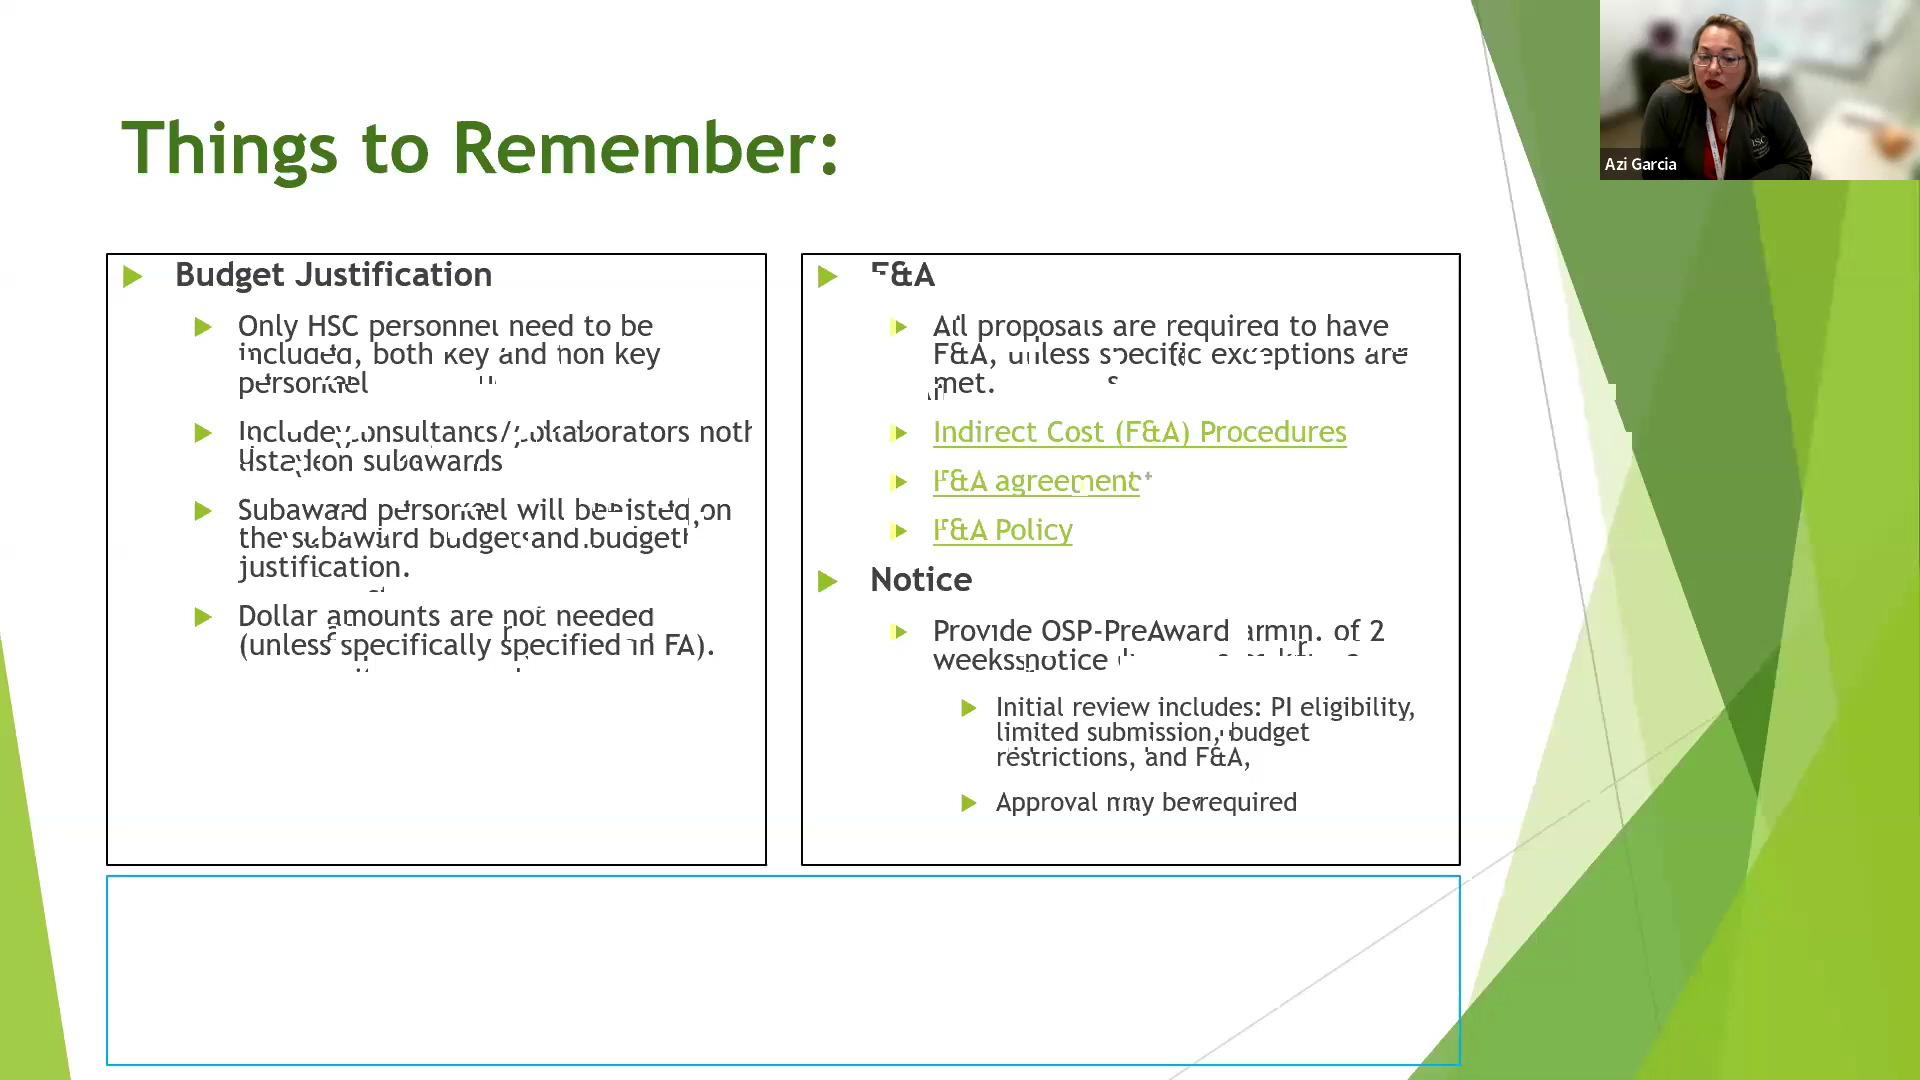 Things to Remember:
Budget Justification
Only HSC personnel need to be
included, both key and non key
personnel
Include consultants/collaborators not
listed on subawards
Subaward personnel will be listed on
the subaward budget and budget
justification.
Dollar amounts are not needed
(unless specifically specified in FA).
F&A
All proposals are required to have
F&A, unless specific exceptions are
met.
Indirect Cost (F&A) Procedures
F&A agreement
F&A Policy
Notice
Provide OSP-PreAward a min. of 2
weeks notice
Initial review includes: PI eligibility,
limited submission, budget
restrictions, and F&A,
Approval may be required
Azi Garcia